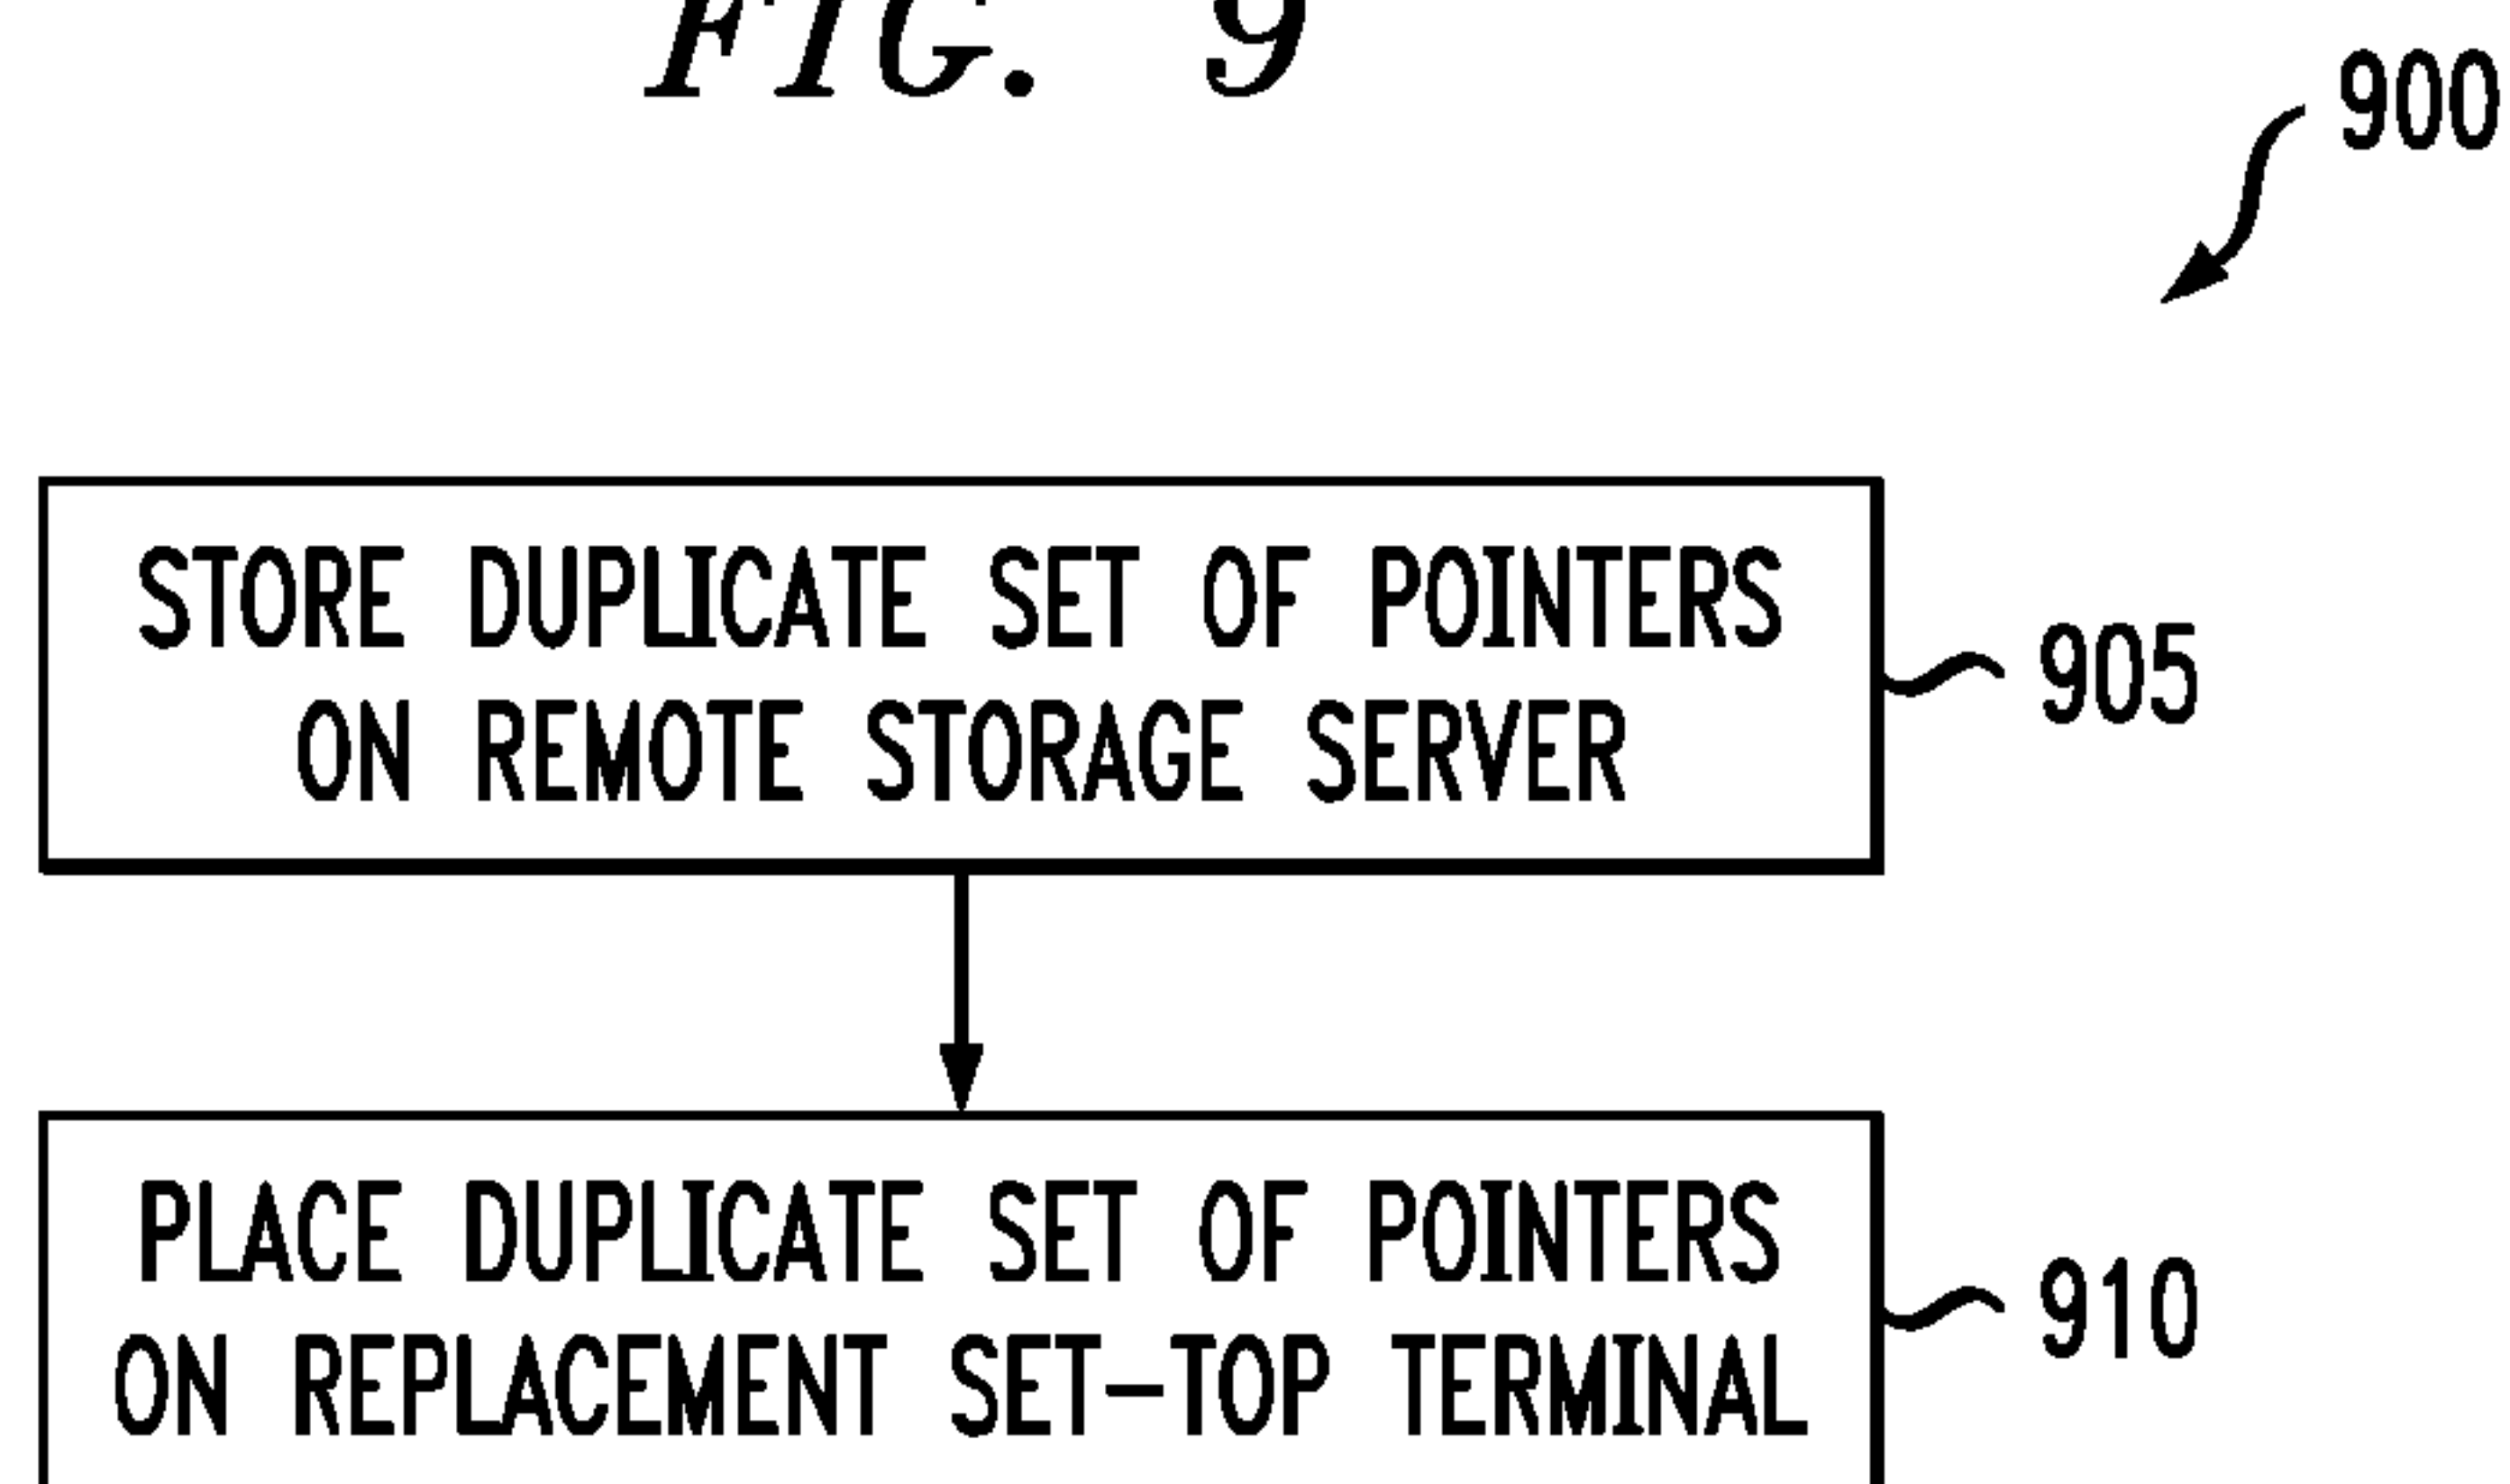 FIG. 9
900
STORE DUPLICATE SET OF POINTERS
ON REMOTE STORAGE SERVER
905
PLACE DUPLICATE SET OF POINTERS
ON REPLACEMENT SET-TOP TERMINAL
910